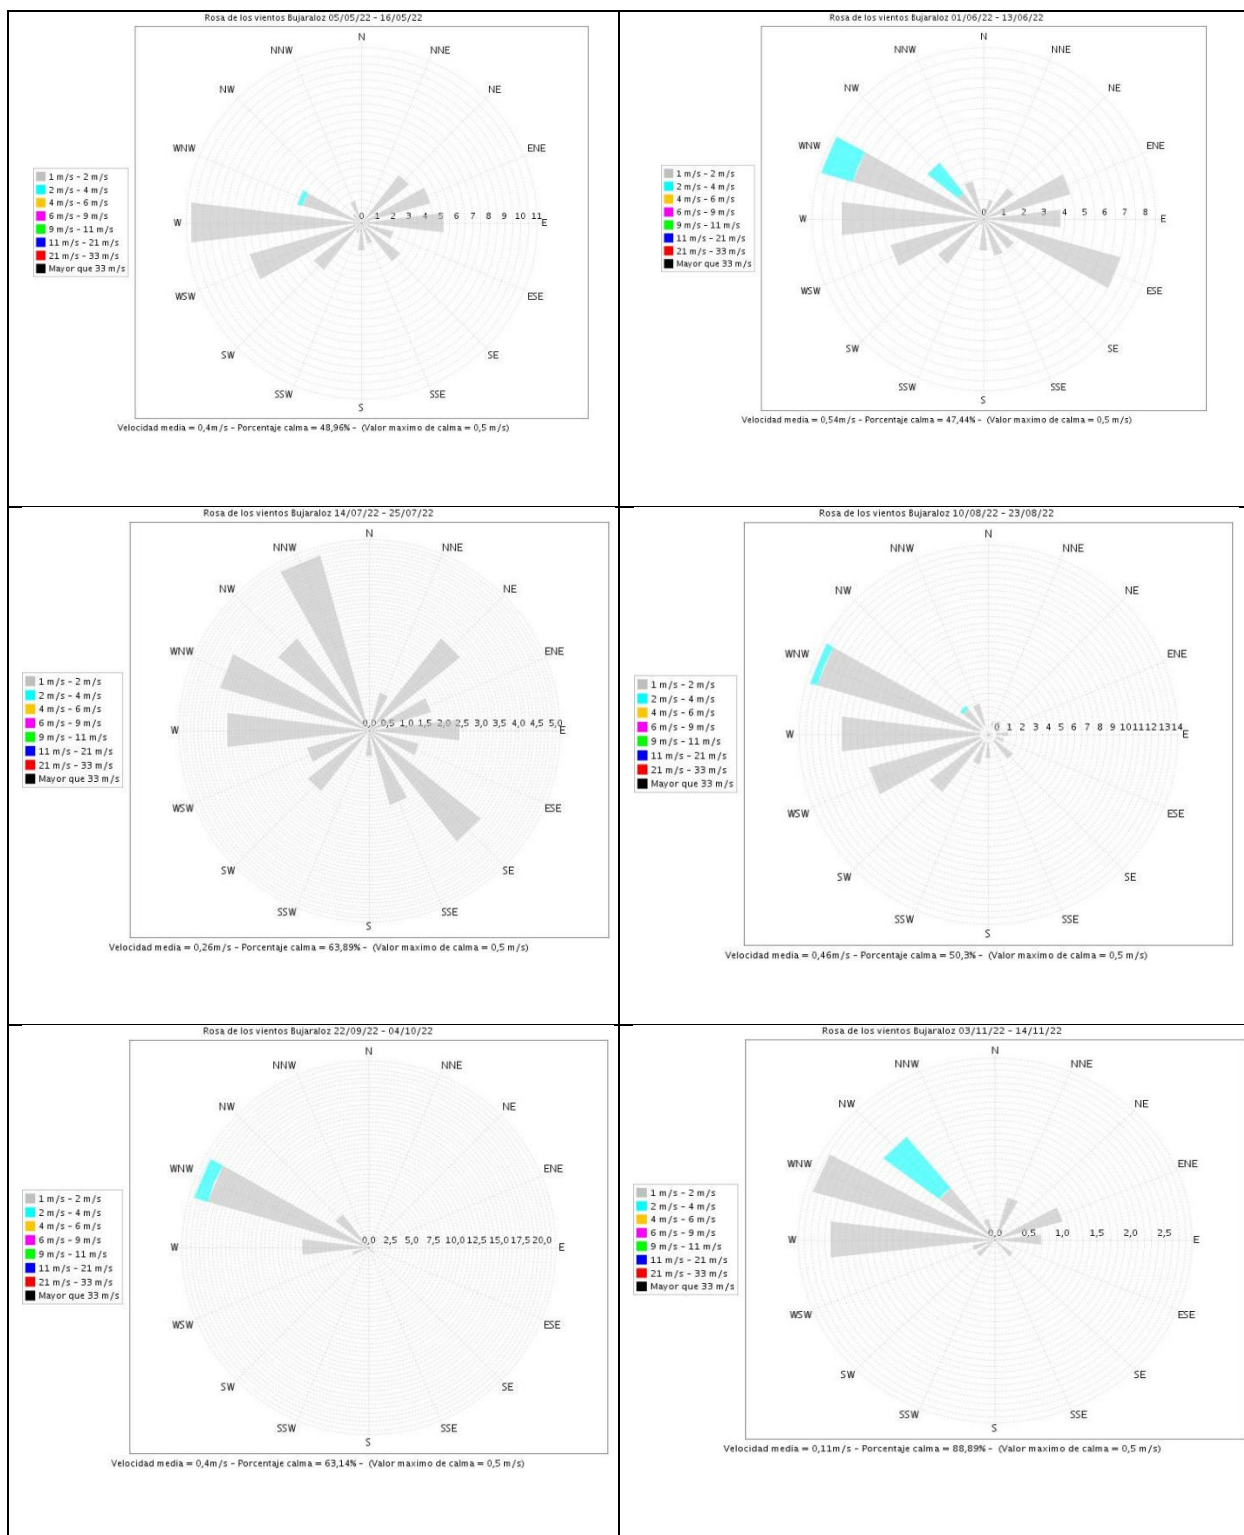 Rosa de los vientos Bujaraloz 05/05/22 - 16/05/22
N
NNW
NNE
NW
NE
WNW
ENE
1 m/s - 2 m/s
2 m/s - 4 m/s
4 m/s - 6 m/s
6 m/s - 9 m/s
9 m/s - 11 m/s
11 m/s - 21 m/s
21 m/s - 33 m/s
Mayor que 33 m/s
W
0 1 2 3 4 5 6 7 8 9 10 11
E
WSW
ESE
SW
SE
SSW
SSE
S
Velocidad media = 0,4m/s - Porcentaje calma = 48,96% - (Valor maximo de calma = 0,5 m/s)
Rosa de los vientos Bujaraloz 01/06/22 - 13/06/22
N
NNW
NNE
NW
NE
WNW
ENE
1 m/s - 2 m/s
2 m/s - 4 m/s
4 m/s - 6 m/s
6 m/s - 9 m/s
9 m/s - 11 m/s
11 m/s - 21 m/s
21 m/s - 33 m/s
Mayor que 33 m/s
W
0 1 2 3 4 5 6 7 8
E
WSW
ESE
SW
SE
SSW
SSE
S
Velocidad media = 0,54m/s - Porcentaje calma = 47,44% - (Valor maximo de calma = 0,5 m/s)
Rosa de los vientos Bujaraloz 14/07/22 - 25/07/22
N
NNW
NNE
NW
NE
WNW
ENE
1 m/s - 2 m/s
2 m/s - 4 m/s
4 m/s - 6 m/s
6 m/s - 9 m/s
9 m/s - 11 m/s
11 m/s - 21 m/s
21 m/s - 33 m/s
Mayor que 33 m/s
W
0,0 0,5 1,0 1,5 2,0 2,5 3,0 3,5 4,0 4,5 5,0
E
WSW
ESE
SW
SE
SSW
SSE
S
Velocidad media = 0,26m/s - Porcentaje calma = 63,89% - (Valor maximo de calma = 0,5 m/s)
Rosa de los vientos Bujaraloz 10/08/22 - 23/08/22
N
NNW
NNE
NW
NE
WNW
ENE
1 m/s - 2 m/s
2 m/s - 4 m/s
4 m/s - 6 m/s
6 m/s - 9 m/s
9 m/s - 11 m/s
11 m/s - 21 m/s
21 m/s - 33 m/s
Mayor que 33 m/s
W
0 1 2 3 4 5 6 7 8 9 10 11 12 13 14
E
WSW
ESE
SW
SE
SSW
SSE
S
Velocidad media = 0,46m/s - Porcentaje calma = 50,3% - (Valor maximo de calma = 0,5 m/s)
Rosa de los vientos Bujaraloz 22/09/22 - 04/10/22
N
NNW
NNE
NW
NE
WNW
ENE
1 m/s - 2 m/s
2 m/s - 4 m/s
4 m/s - 6 m/s
6 m/s - 9 m/s
9 m/s - 11 m/s
11 m/s - 21 m/s
21 m/s - 33 m/s
Mayor que 33 m/s
W
0,0 2,5 5,0 7,5 10,0 12,5 15,0 17,5 20,0
E
WSW
ESE
SW
SE
SSW
SSE
S
Velocidad media = 0,4m/s - Porcentaje calma = 63,14% - (Valor maximo de calma = 0,5 m/s)
Rosa de los vientos Bujaraloz 03/11/22 - 14/11/22
N
NNW
NNE
NW
NE
WNW
ENE
1 m/s - 2 m/s
2 m/s - 4 m/s
4 m/s - 6 m/s
6 m/s - 9 m/s
9 m/s - 11 m/s
11 m/s - 21 m/s
21 m/s - 33 m/s
Mayor que 33 m/s
W
0,0 0,5 1,0 1,5 2,0 2,5
E
WSW
ESE
SW
SE
SSW
SSE
S
Velocidad media = 0,11m/s - Porcentaje calma = 88,89% - (Valor maximo de calma = 0,5 m/s)